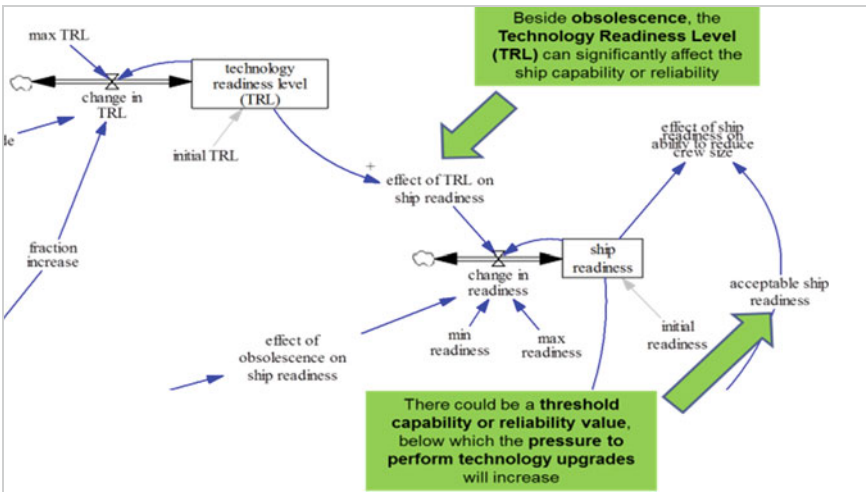 max TRL
change in
TRL
technology
readiness level
(TRL)
initial TRL
fraction
increase
Beside obsolescence, the
Technology Readiness Level
(TRL) can significantly affect the
ship capability or reliability
+
effect of TRL on
ship readiness
effect of ship
readiness on
ability to reduce
crew size
change in
readiness
ship
readiness
min
readiness
max
readiness
initial
readiness
acceptable ship
readiness
effect of
obsolescence on
ship readiness
There could be a threshold
capability or reliability value,
below which the pressure to
perform technology upgrades
will increase